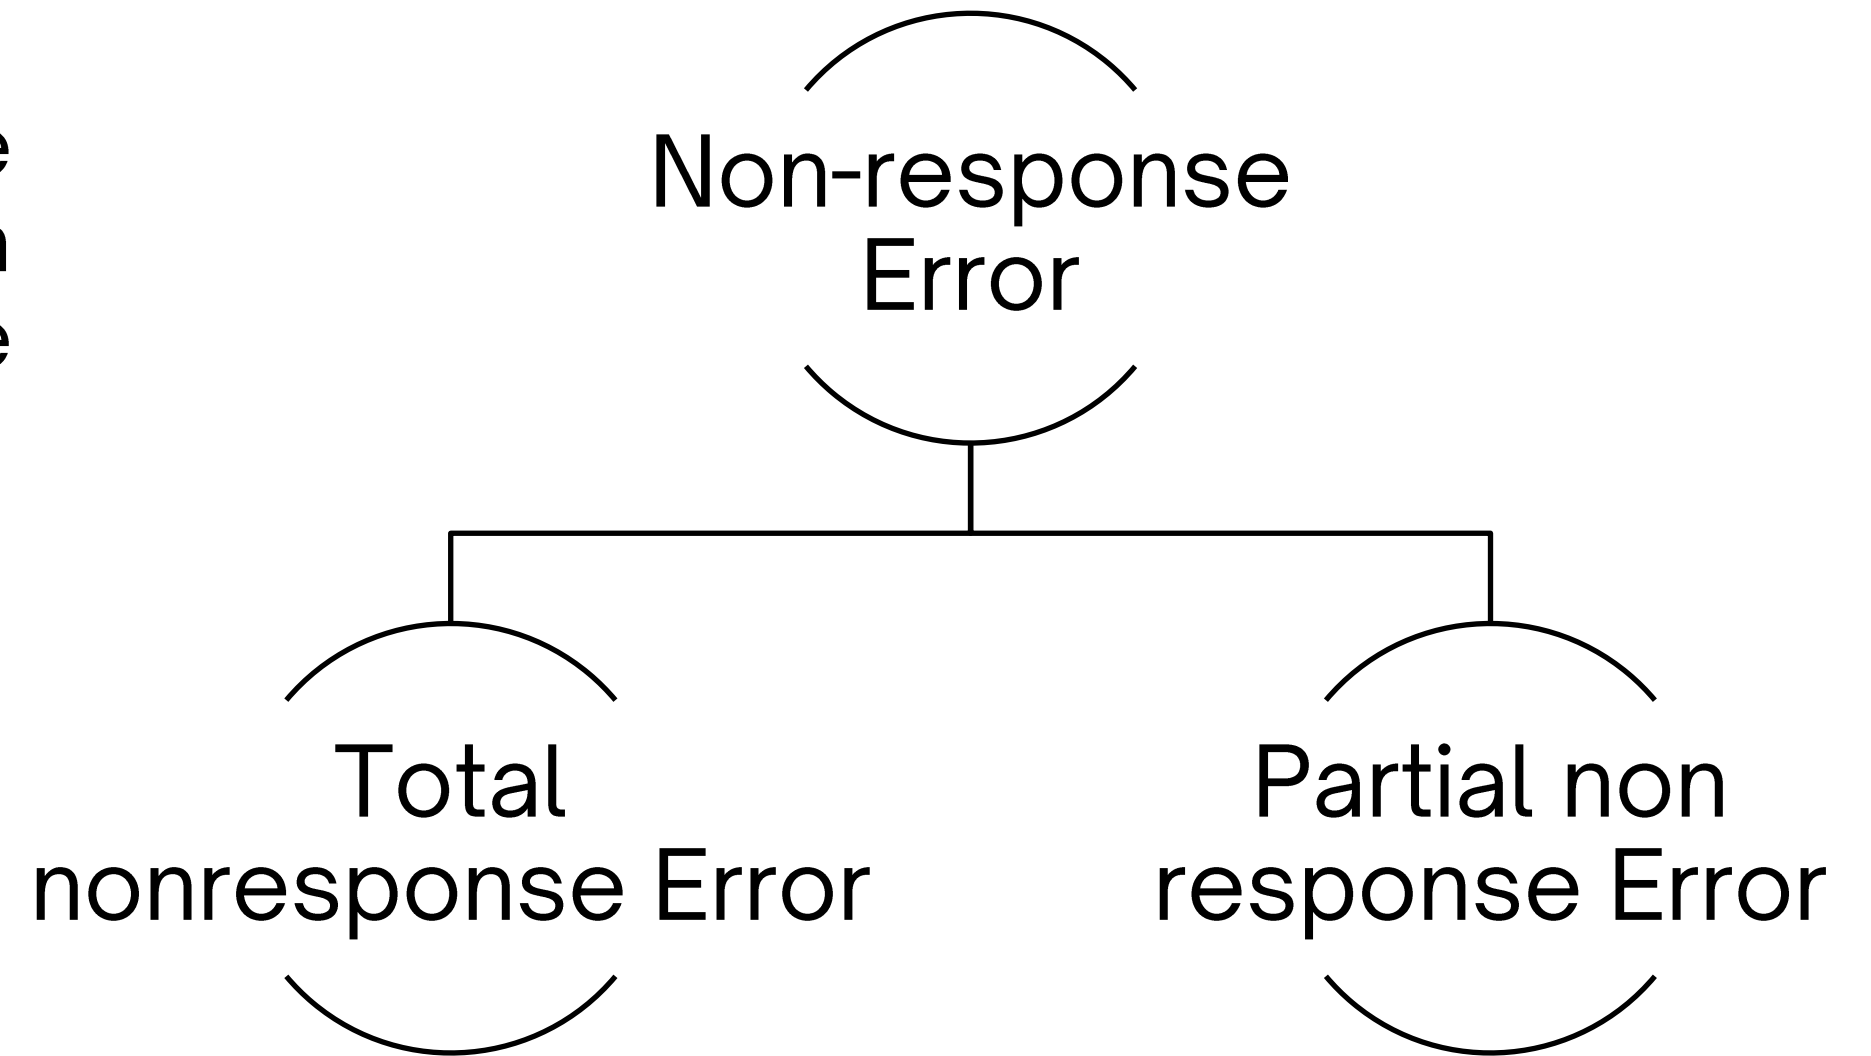 Non-response
Error
Total
nonresponse Error
Partial non
response Error